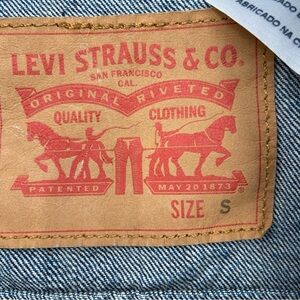 FABRICADO NA C
LEVI STRAUSS & CO.
SAN FRANCISCO
CAL.
ORIGINAL RIVETED
QUALITY CLOTHING
PATENTED MAY 20 1873
SIZE S